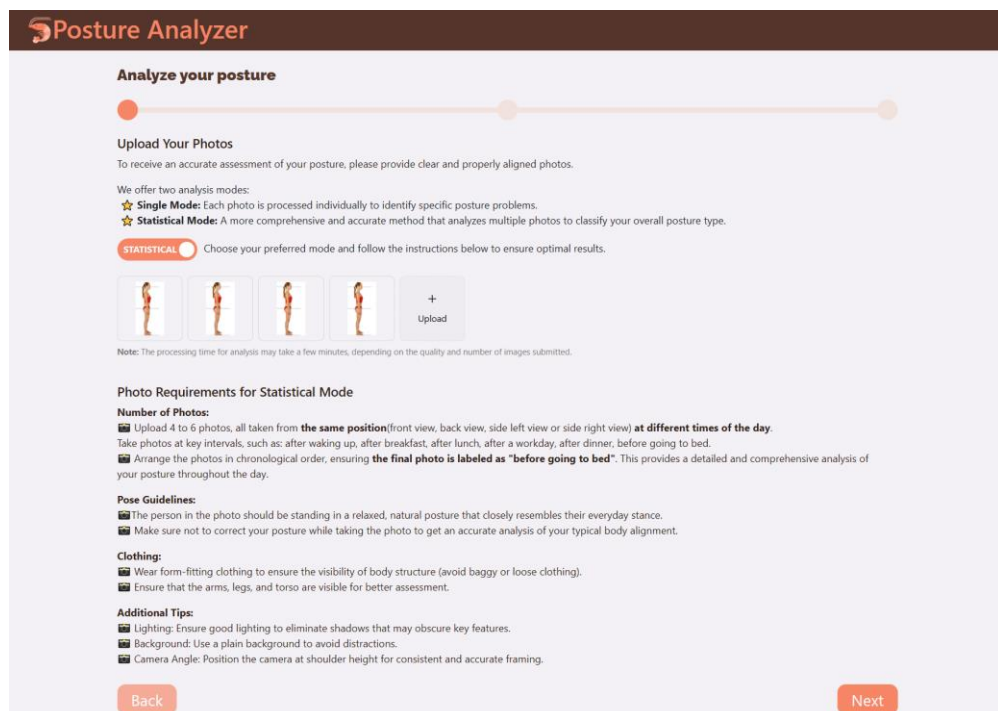 Posture Analyzer
Analyze your posture
Upload Your Photos
To receive an accurate assessment of your posture, please provide clear and properly aligned photos.
We offer two analysis modes:
Single Mode: Each photo is processed individually to identify specific posture problems.
Statistical Mode: A more comprehensive and accurate method that analyzes multiple photos to classify your overall posture type.
STATISTICAL Choose your preferred mode and follow the instructions below to ensure optimal results.
+
Upload
Note: The processing time for analysis may take a few minutes, depending on the quality and number of images submitted.
Photo Requirements for Statistical Mode
Number of Photos:
Upload 4 to 6 photos, all taken from the same position(front view, back view, side left view or side right view) at different times of the day.
Take photos at key intervals, such as: after waking up, after breakfast, after lunch, after a workday, after dinner, before going to bed.
Arrange the photos in chronological order, ensuring the final photo is labeled as "before going to bed". This provides a detailed and comprehensive analysis of
your posture throughout the day.
Pose Guidelines:
The person in the photo should be standing in a relaxed, natural posture that closely resembles their everyday stance.
Make sure not to correct your posture while taking the photo to get an accurate analysis of your typical body alignment.
Clothing:
Wear form-fitting clothing to ensure the visibility of body structure (avoid baggy or loose clothing).
Ensure that the arms, legs, and torso are visible for better assessment.
Additional Tips:
Lighting: Ensure good lighting to eliminate shadows that may obscure key features.
Background: Use a plain background to avoid distractions.
Camera Angle: Position the camera at shoulder height for consistent and accurate framing.
Back
Next